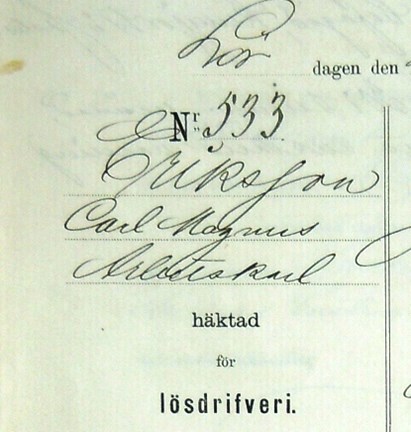 Lör
dagen den
Nr 533
Eriksson
Carl Magnus
Arbetskarl
häktad
för
lösdrifveri.